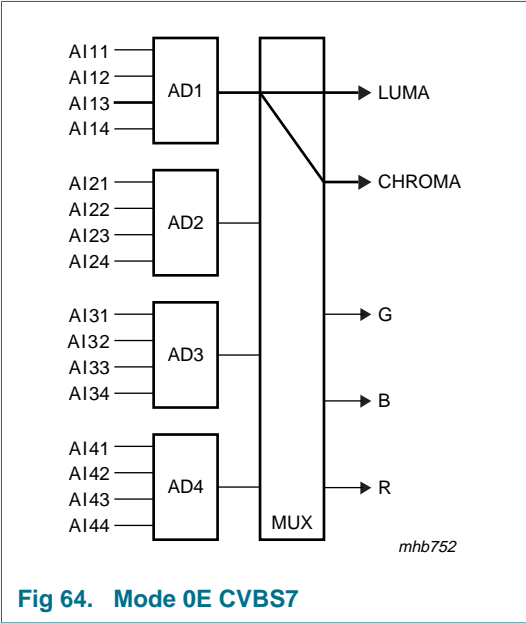 AI11
AI12
AI13
AI14
AD1
LUMA
CHROMA
AI21
AI22
AI23
AI24
AD2
AI31
AI32
AI33
AI34
AD3
G
B
AI41
AI42
AI43
AI44
AD4
R
MUX
mhb752
Fig 64. Mode 0E CVBS7